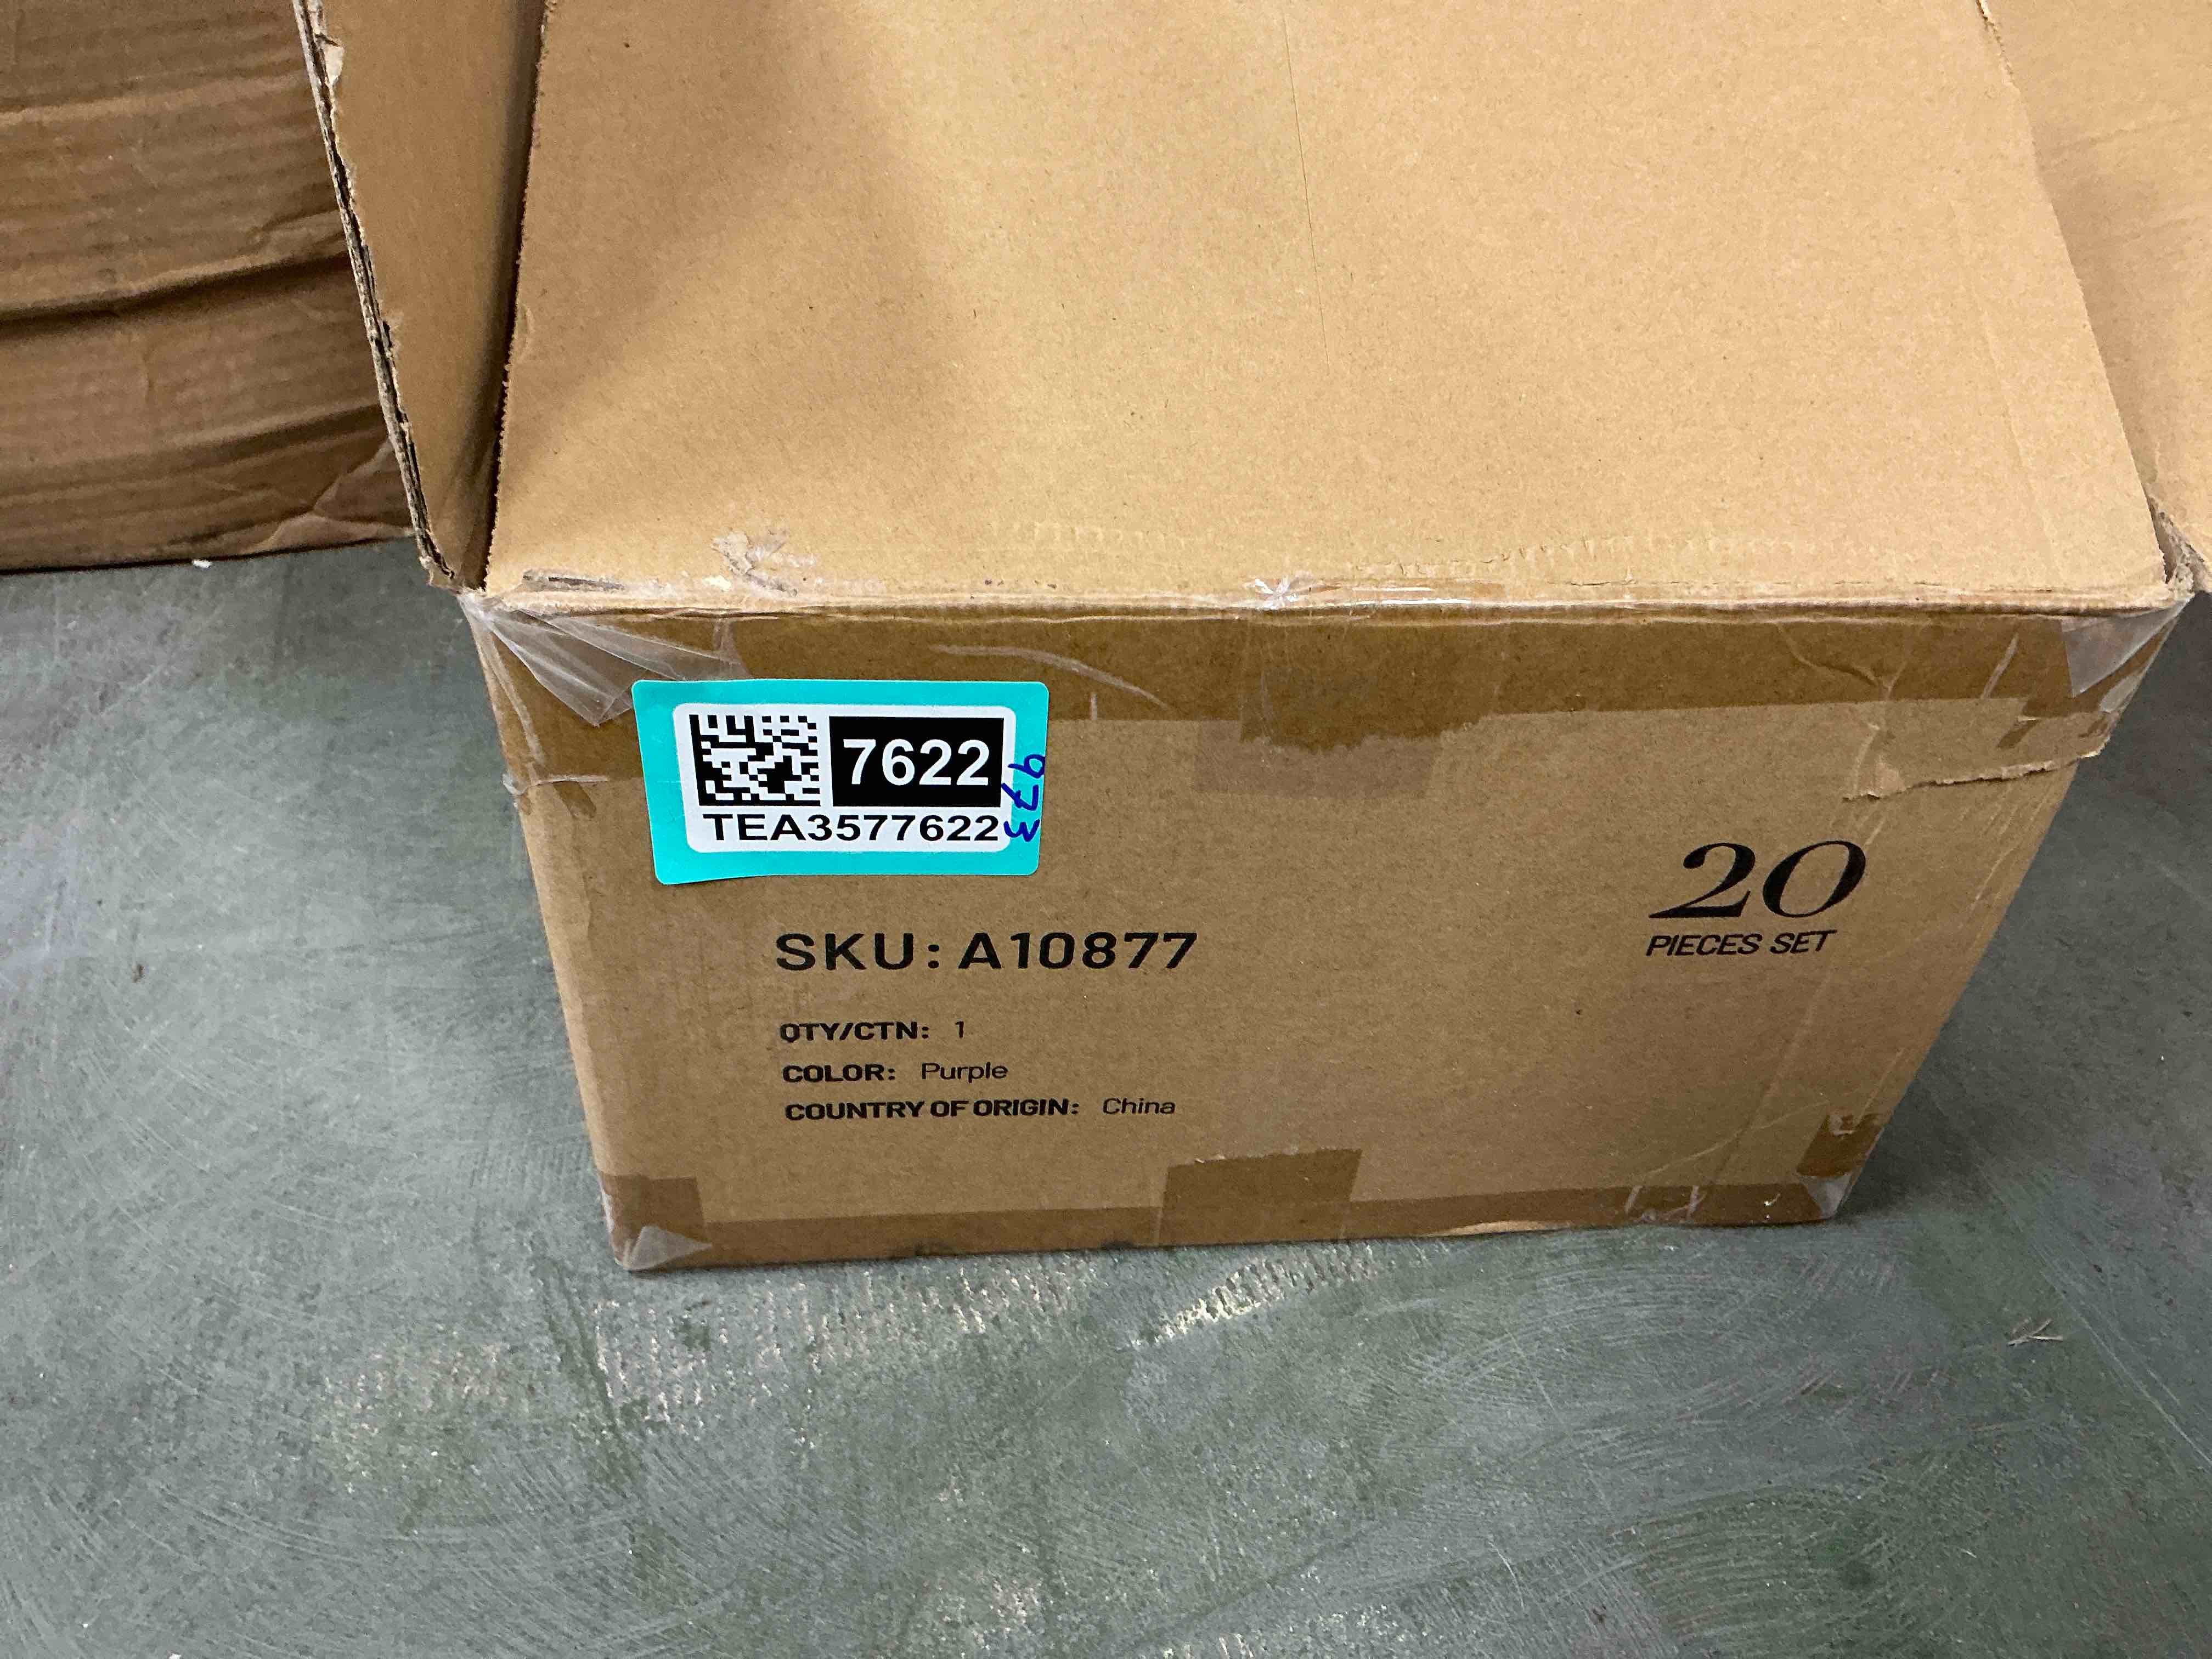 7622
TEA3577622
973
SKU: A10877
QTY/CTN: 1
COLOR: Purple
COUNTRY OF ORIGIN: China
20
PIECES SET